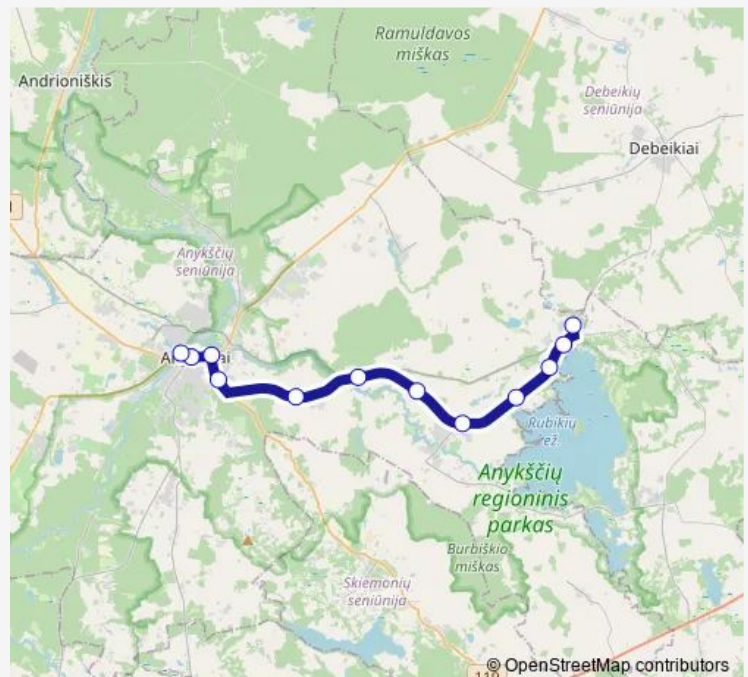 Ramuldavos
miškas
Andrioniškis
Debeikių
seniūnija
Debeikiai
Anykščių
seniūnija
Rubikių
ež.
Anykščių
regioninis
parkas
Burbiškio
miškas
Skiemonių
seniūnija
© OpenStreetMap contributors